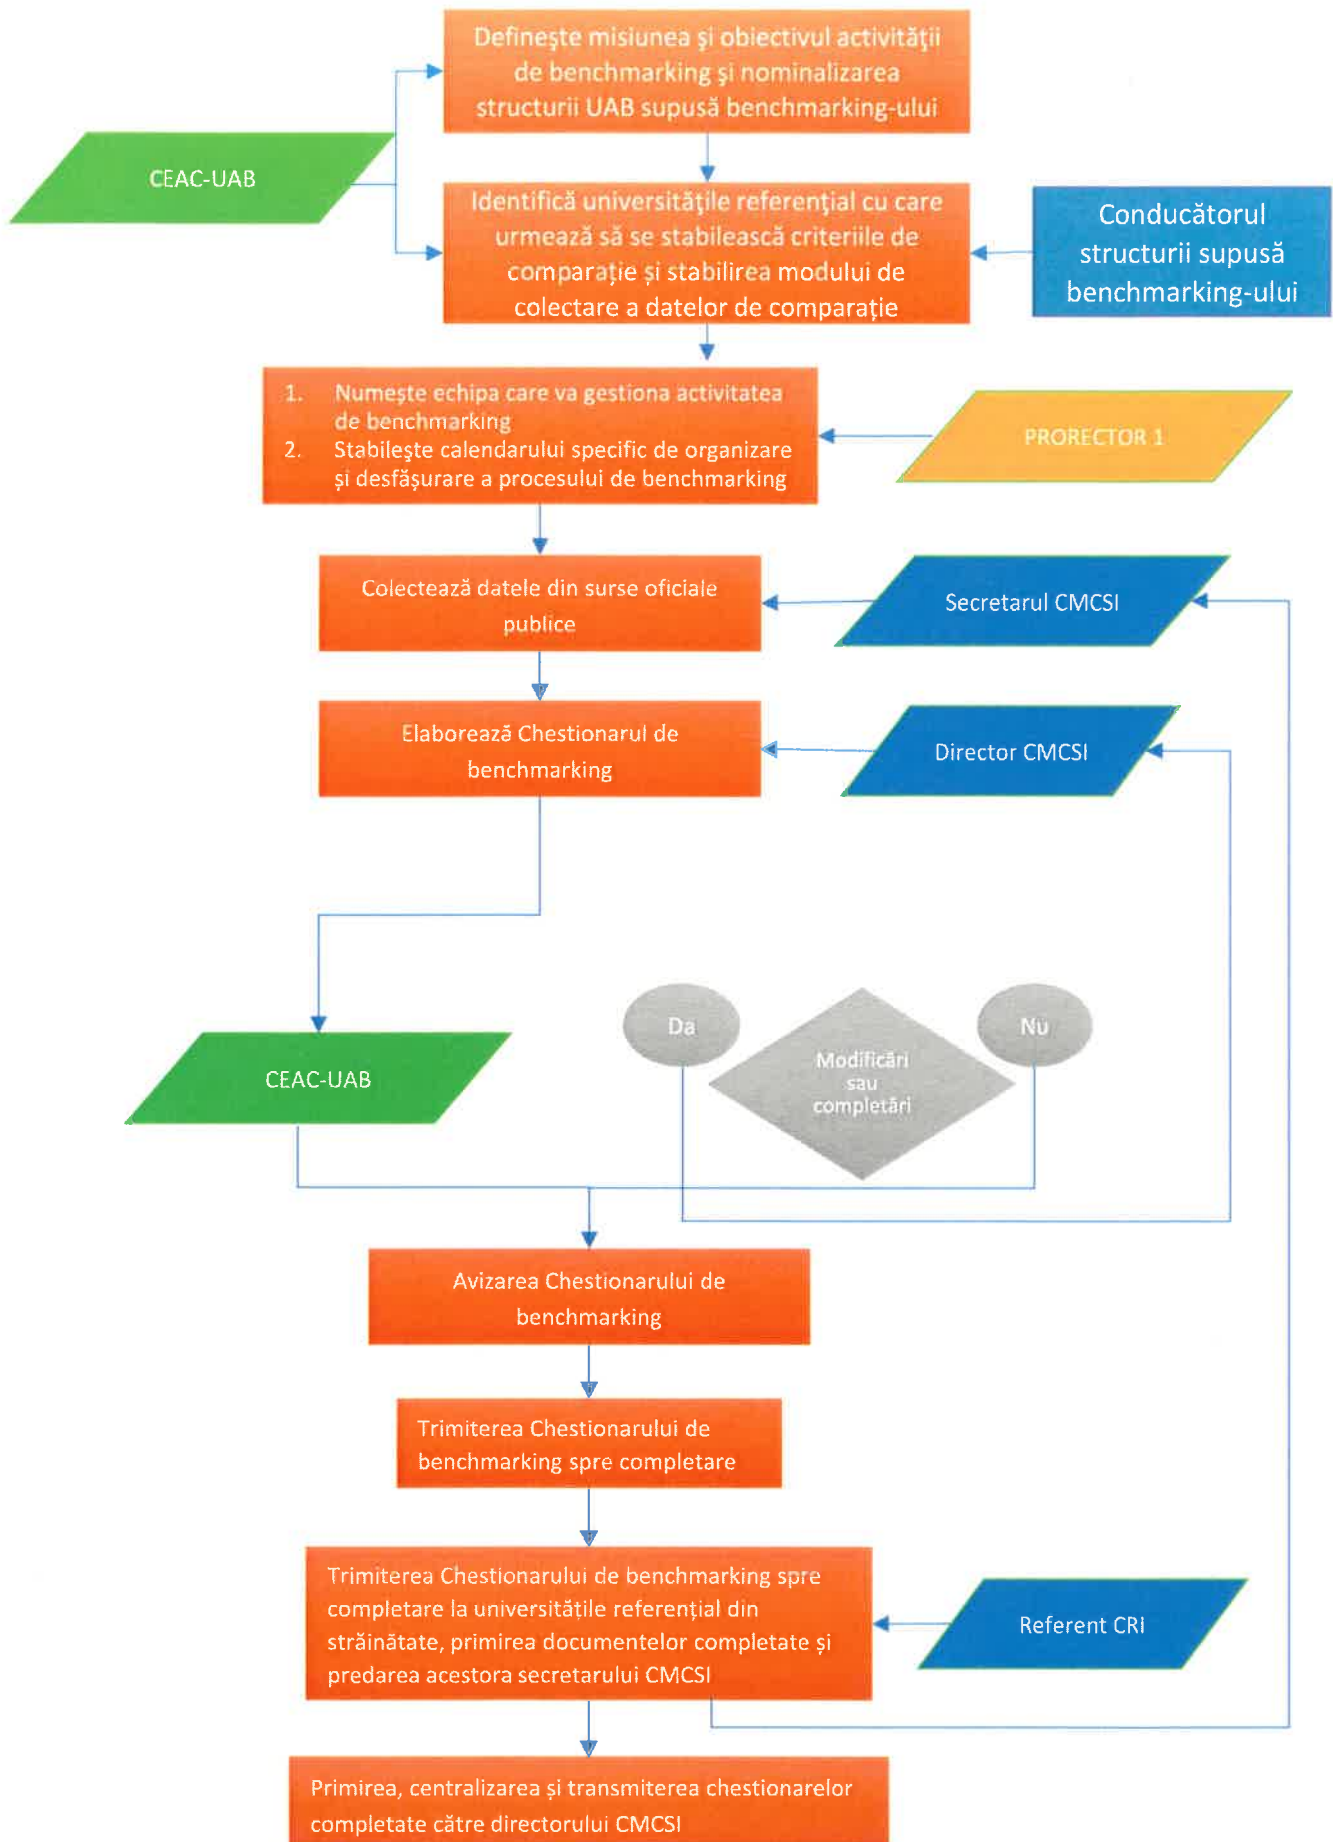 Definește misiunea și obiectivul activității
de benchmarking și nominalizarea
structurii UAB supusă benchmarking-ului
CEAC-UAB
Identifică universitățile referențial cu care
urmează să se stabilească criteriile de
comparație și stabilirea modului de
colectare a datelor de comparație
Conducătorul
structurii supusă
benchmarking-ului
1. Numește echipa care va gestiona activitatea
de benchmarking
2. Stabilește calendarului specific de organizare
și desfășurare a procesului de benchmarking
PRORECTOR 1
Colectează datele din surse oficiale
publice
Secretarul CMCSI
Elaborează Chestionarul de
benchmarking
Director CMCSI
Da
Nu
Modificări
sau
completări
CEAC-UAB
Avizarea Chestionarului de
benchmarking
Trimiterea Chestionarului de
benchmarking spre completare
Trimiterea Chestionarului de benchmarking spre
completare la universitățile referențial din
străinătate, primirea documentelor completate și
predarea acestora secretarului CMCSI
Referent CRI
Primirea, centralizarea și transmiterea chestionarelor
completate către directorului CMCSI